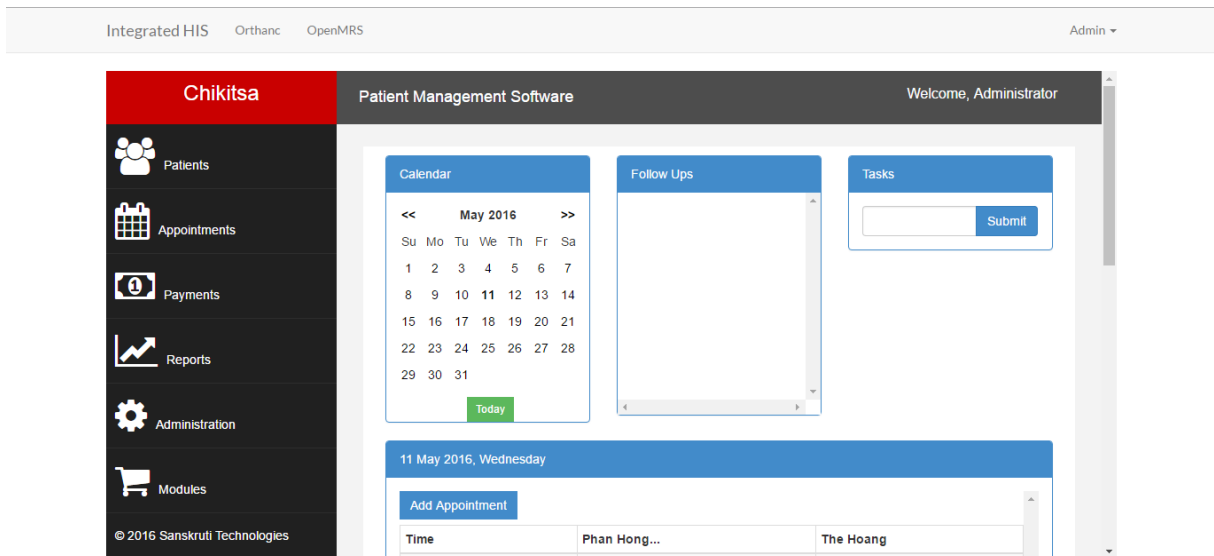 Integrated HIS Orthanc OpenMRS Admin
Chikitsa
Patient Management Software
Welcome, Administrator
Patients
Appointments
Payments
Reports
Administration
Modules
© 2016 Sanskruti Technologies
Calendar
<< May 2016 >>
Su Mo Tu We Th Fr Sa
1 2 3 4 5 6 7
8 9 10 11 12 13 14
15 16 17 18 19 20 21
22 23 24 25 26 27 28
29 30 31
Today
Follow Ups
Tasks
Submit
11 May 2016, Wednesday
Add Appointment
Time Phan Hong... The Hoang